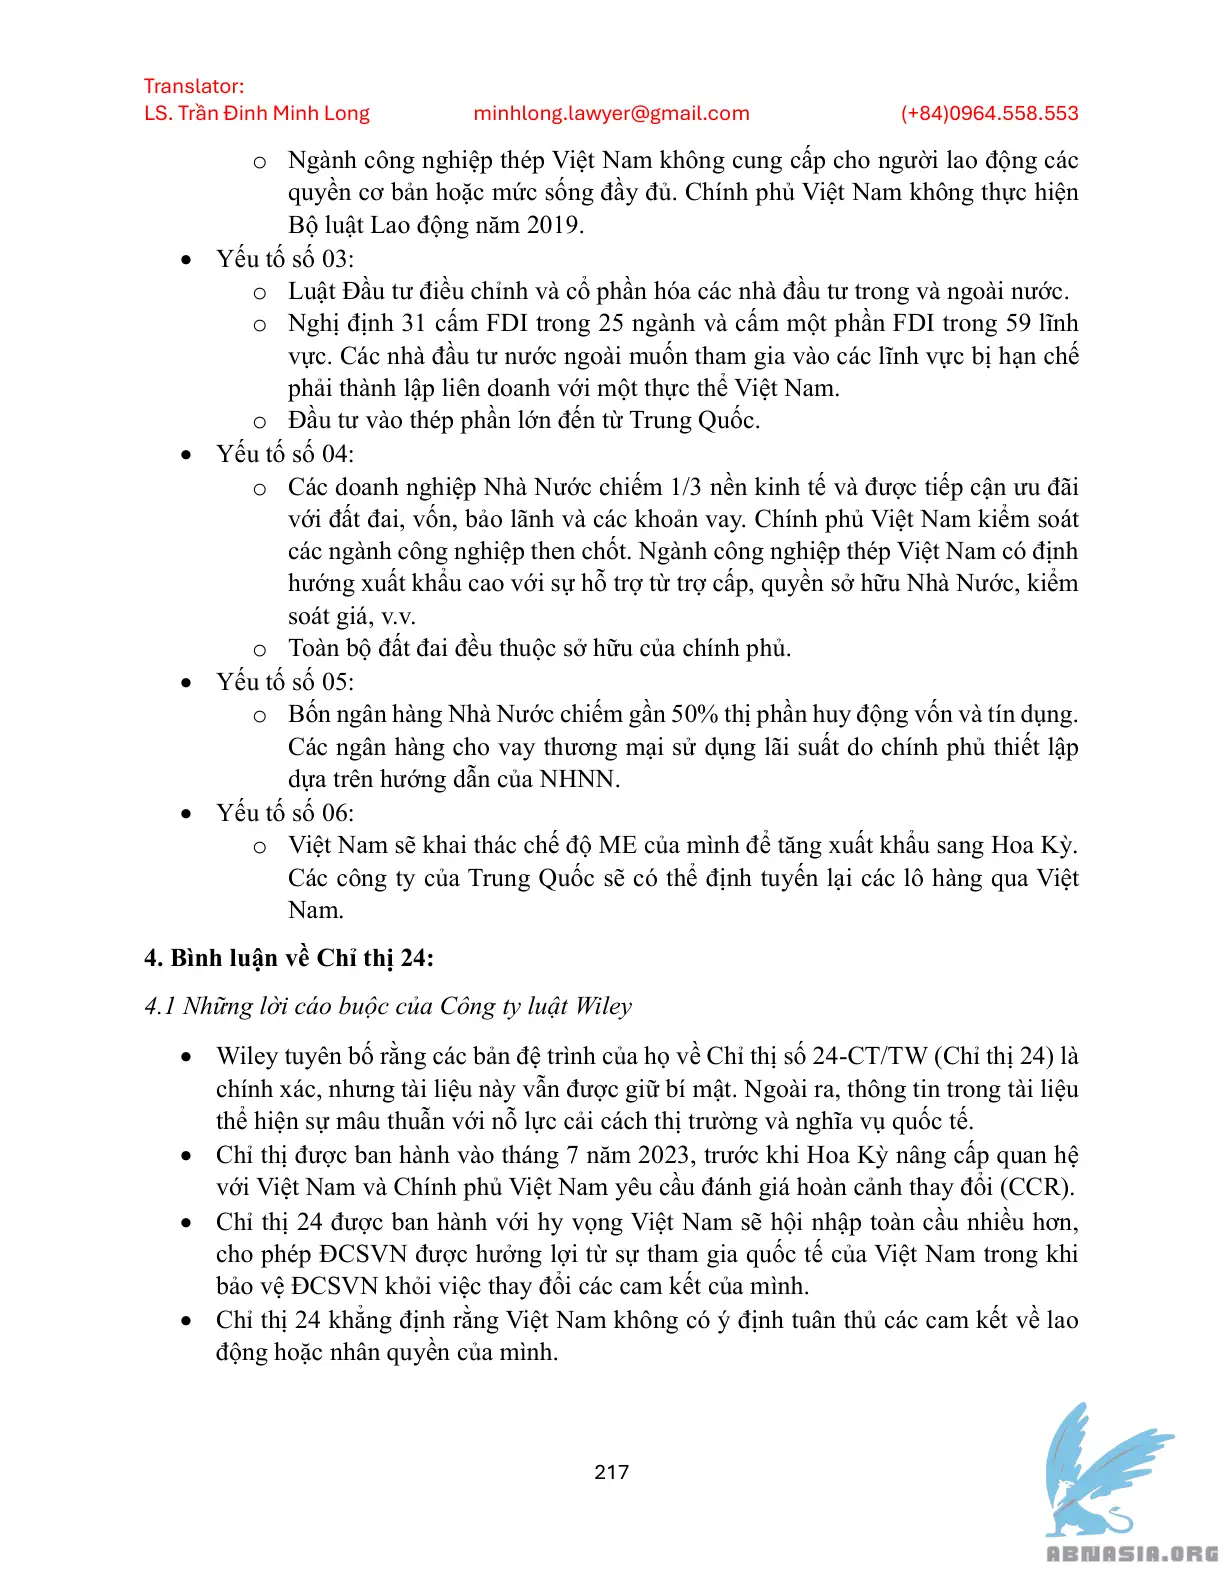 Translator:
LS. Trần Đình Minh Long minhlong.lawyer@gmail.com (+84)0964.558.553
o Ngành công nghiệp thép Việt Nam không cung cấp cho người lao động các
quyền cơ bản hoặc mức sống đầy đủ. Chính phủ Việt Nam không thực hiện
Bộ luật Lao động năm 2019.
• Yếu tố số 03:
o Luật Đầu tư điều chỉnh và cổ phần hóa các nhà đầu tư trong và ngoài nước.
o Nghị định 31 cấm FDI trong 25 ngành và cấm một phần FDI trong 59 lĩnh
vực. Các nhà đầu tư nước ngoài muốn tham gia vào các lĩnh vực bị hạn chế
phải thành lập liên doanh với một thực thể Việt Nam.
o Đầu tư vào thép phần lớn đến từ Trung Quốc.
• Yếu tố số 04:
o Các doanh nghiệp Nhà Nước chiếm 1/3 nền kinh tế và được tiếp cận ưu đãi
với đất đai, vốn, bảo lãnh và các khoản vay. Chính phủ Việt Nam kiểm soát
các ngành công nghiệp then chốt. Ngành công nghiệp thép Việt Nam có định
hướng xuất khẩu cao với sự hỗ trợ từ trợ cấp, quyền sở hữu Nhà Nước, kiểm
soát giá, v.v.
o Toàn bộ đất đai đều thuộc sở hữu của chính phủ.
• Yếu tố số 05:
o Bốn ngân hàng Nhà Nước chiếm gần 50% thị phần huy động vốn và tín dụng.
Các ngân hàng cho vay thương mại sử dụng lãi suất do chính phủ thiết lập
dựa trên hướng dẫn của NHNN.
• Yếu tố số 06:
o Việt Nam sẽ khai thác chế độ ME của mình để tăng xuất khẩu sang Hoa Kỳ.
Các công ty của Trung Quốc sẽ có thể định tuyến lại các lô hàng qua Việt
Nam.
4. Bình luận về Chỉ thị 24:
4.1 Những lời cáo buộc của Công ty luật Wiley
• Wiley tuyên bố rằng các bản đệ trình của họ về Chỉ thị số 24-CT/TW (Chỉ thị 24) là
chính xác, nhưng tài liệu này vẫn được giữ bí mật. Ngoài ra, thông tin trong tài liệu
thể hiện sự mâu thuẫn với nỗ lực cải cách thị trường và nghĩa vụ quốc tế.
• Chỉ thị được ban hành vào tháng 7 năm 2023, trước khi Hoa Kỳ nâng cấp quan hệ
với Việt Nam và Chính phủ Việt Nam yêu cầu đánh giá hoàn cảnh thay đổi (CCR).
• Chỉ thị 24 được ban hành với hy vọng Việt Nam sẽ hội nhập toàn cầu nhiều hơn,
cho phép ĐCSVN được hưởng lợi từ sự tham gia quốc tế của Việt Nam trong khi
bảo vệ ĐCSVN khỏi việc thay đổi các cam kết của mình.
• Chỉ thị 24 khẳng định rằng Việt Nam không có ý định tuân thủ các cam kết về lao
động hoặc nhân quyền của mình.
217
ABNASIA.ORG